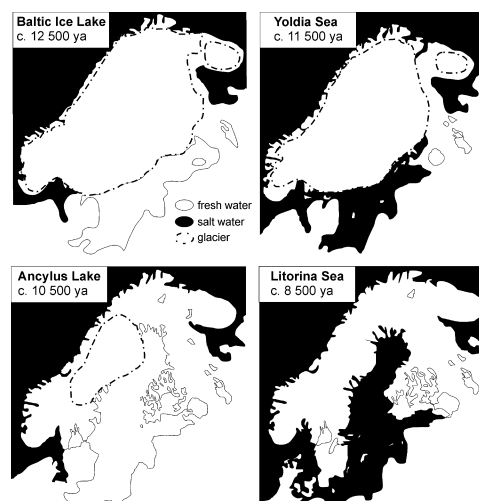 Baltic Ice Lake
c. 12 500 ya
Yoldia Sea
c. 11 500 ya
fresh water
salt water
glacier
Ancylus Lake
c. 10 500 ya
Litorina Sea
c. 8 500 ya